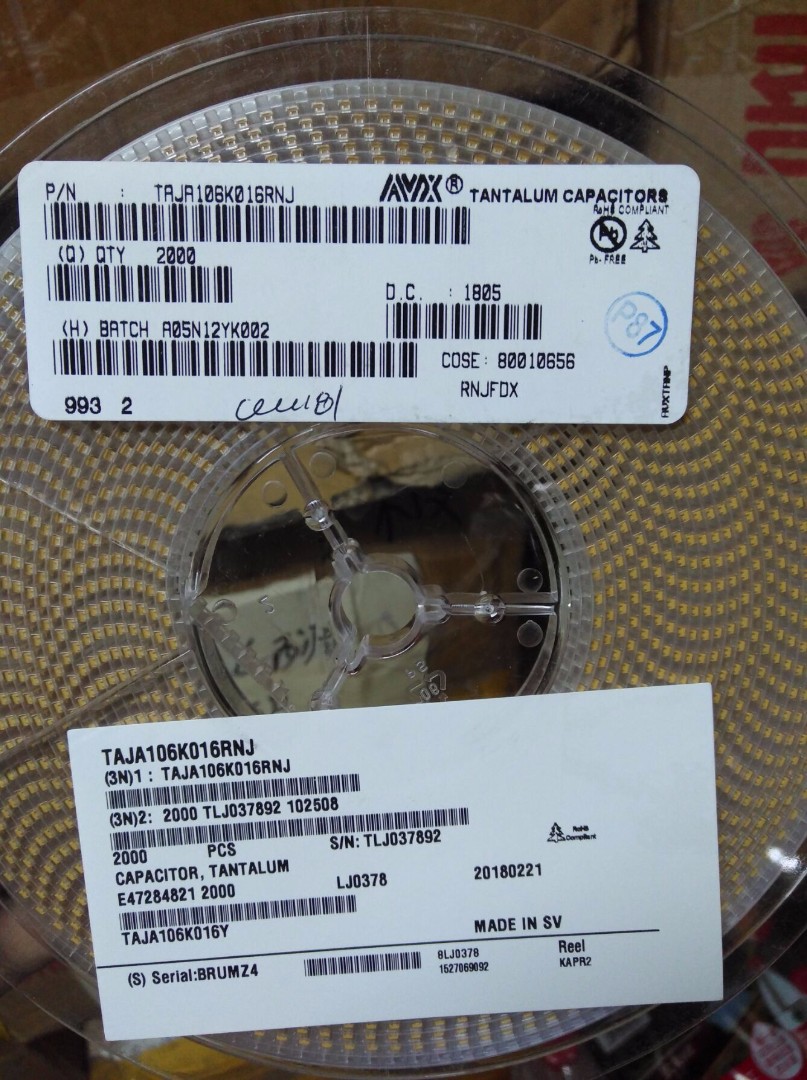 P/N : TAJA106K016RNJ
AVX® TANTALUM CAPACITORS
RoHS COMPLIANT
Pb
Pb-FREE
(Q) QTY 2000
D.C. : 1805
P87
(H) BATCH A05N12YK002
COSE: 80010656
RNJFDX
993 2
TAJA106K016RNJ
(3N)1 : TAJA106K016RNJ
(3N)2: 2000 TLJ037892 102508
2000 PCS S/N: TLJ037892
RoHS
Compliant
CAPACITOR, TANTALUM
E47284821 2000 LJ0378 20180221
TAJA106K016Y
MADE IN SV
(S) Serial:BRUMZ4
8LJ0378
1527069092
Reel
KAPR2